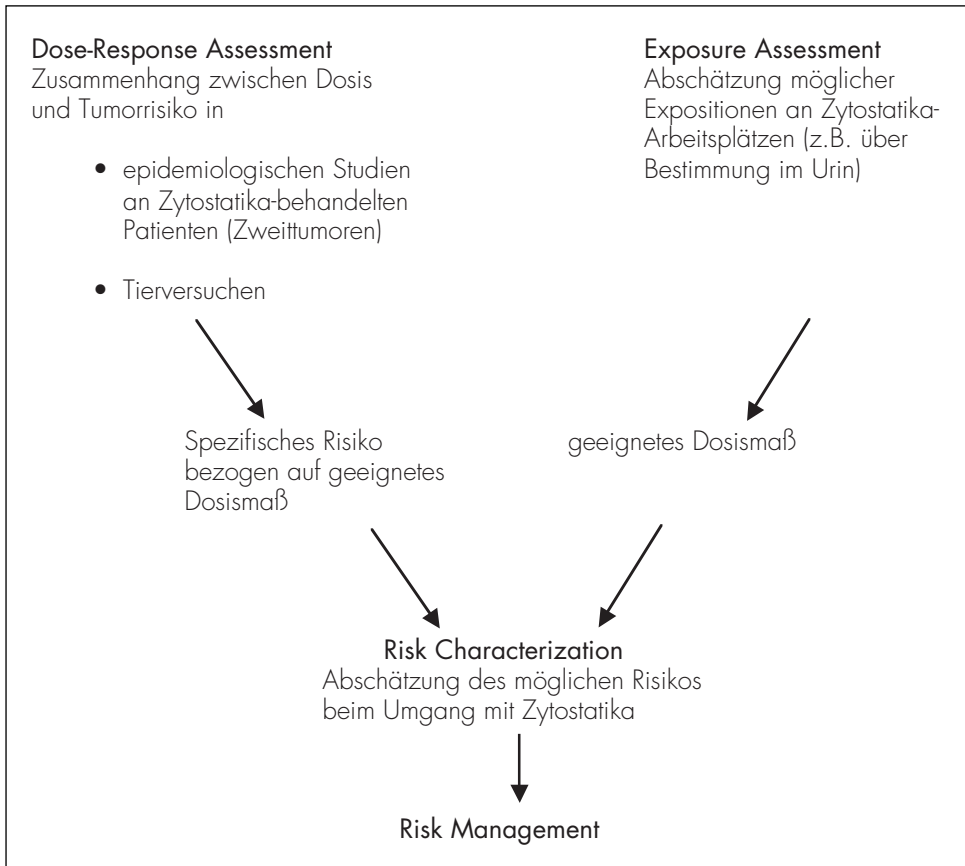 Dose-Response Assessment
Zusammenhang zwischen Dosis
und Tumorrisiko in
• epidemiologischen Studien
an Zytostatika-behandelten
Patienten (Zweittumoren)
• Tierversuchen
Exposure Assessment
Abschätzung möglicher
Expositionen an Zytostatika-
Arbeitsplätzen (z.B. über
Bestimmung im Urin)
Spezifisches Risiko
bezogen auf geeignetes
Dosismaß
geeignetes Dosismaß
Risk Characterization
Abschätzung des möglichen Risikos
beim Umgang mit Zytostatika
Risk Management